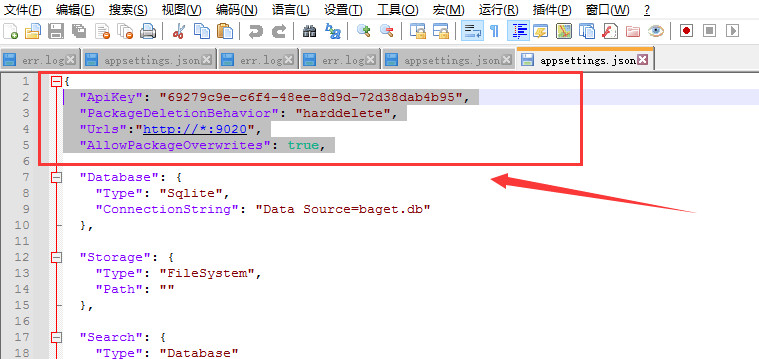 文件(F) 编辑(E) 搜索(S) 视图(V) 编码(N) 语言(L) 设置(T) 工具(O) 宏(M) 运行(R) 插件(P) 窗口(W) ?
err.log appsettings.json err.log err.log appsettings.json appsettings.json
1 {
2 "ApiKey": "69279c9e-c6f4-48ee-8d9d-72d38dab4b95",
3 "PackageDeletionBehavior": "harddelete",
4 "Urls":"http://*:9020",
5 "AllowPackageOverwrites": true,
6
7 "Database": {
8 "Type": "Sqlite",
9 "ConnectionString": "Data Source=baget.db"
10 },
11
12 "Storage": {
13 "Type": "FileSystem",
14 "Path": ""
15 },
16
17 "Search": {
18 "Type": "Database"